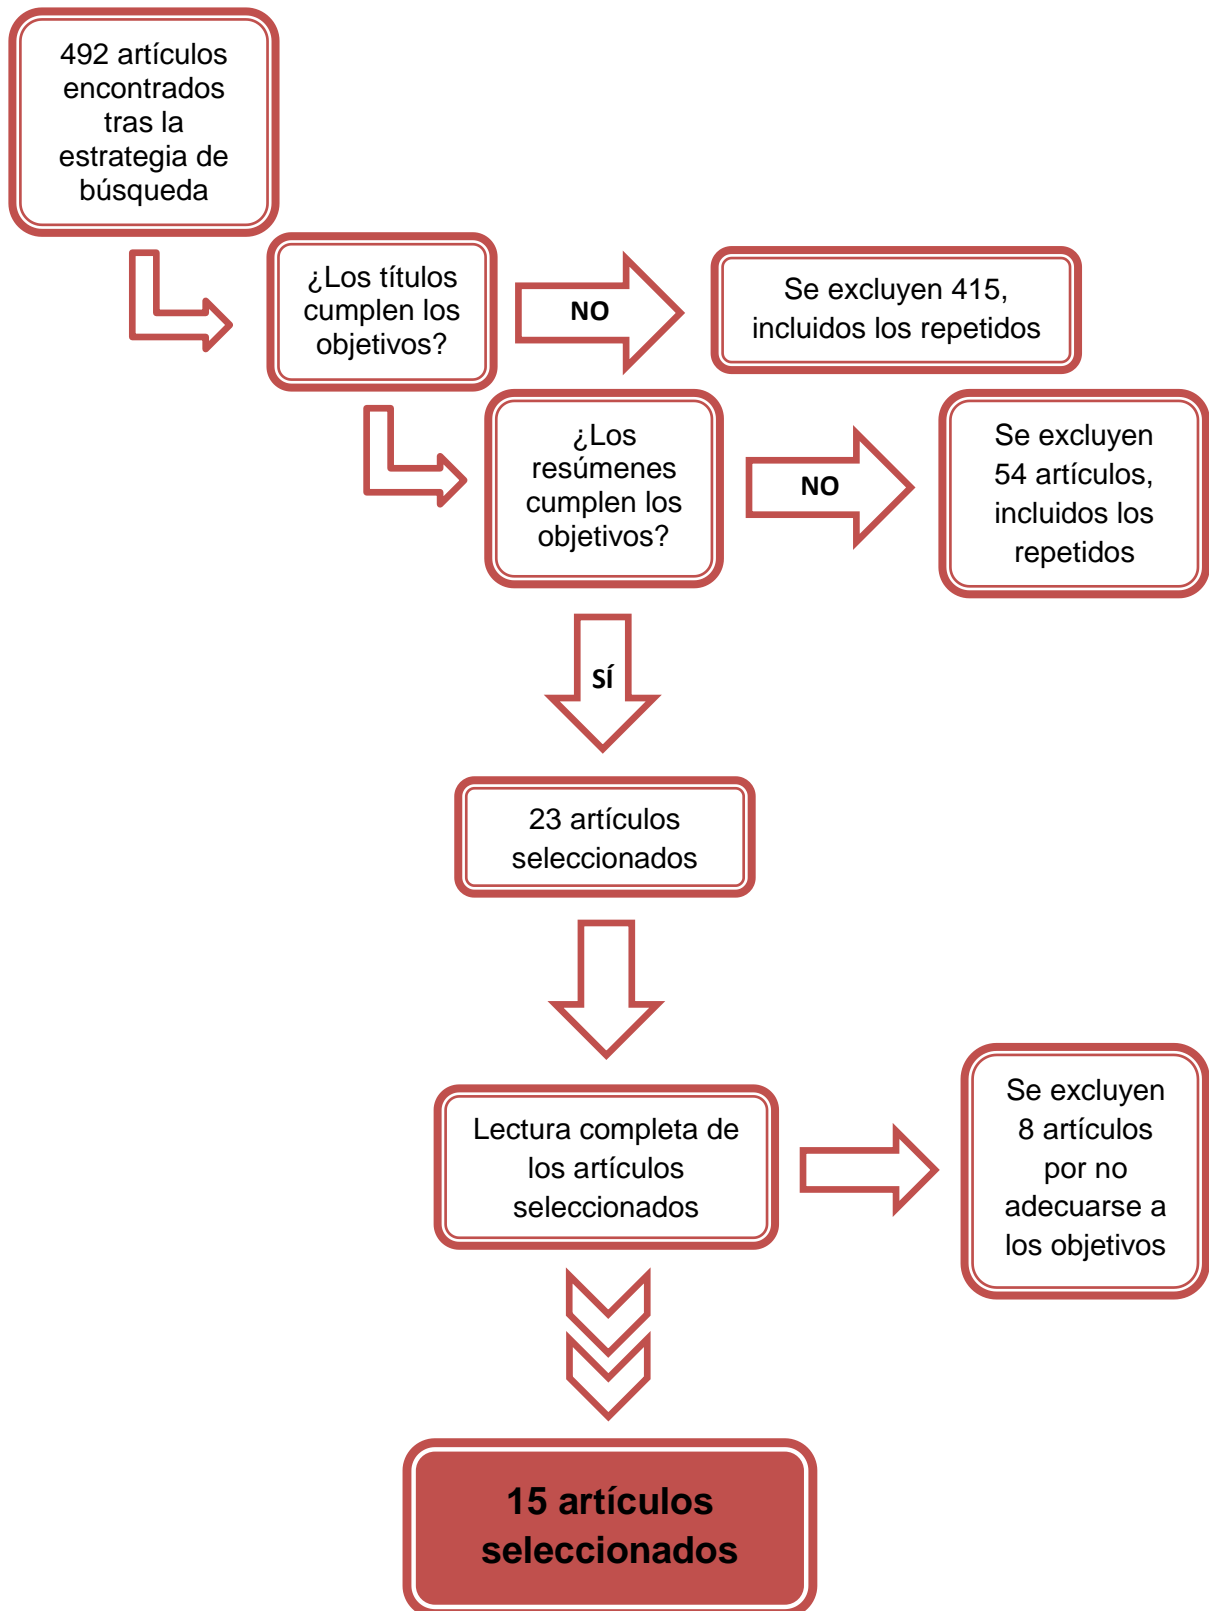 492 artículos
encontrados
tras la
estrategia de
búsqueda
¿Los títulos
cumplen los
objetivos?
NO
Se excluyen 415,
incluidos los repetidos
¿Los
resúmenes
cumplen los
objetivos?
NO
Se excluyen
54 artículos,
incluidos los
repetidos
SÍ
23 artículos
seleccionados
Lectura completa de
los artículos
seleccionados
Se excluyen
8 artículos
por no
adecuarse a
los objetivos
15 artículos
seleccionados